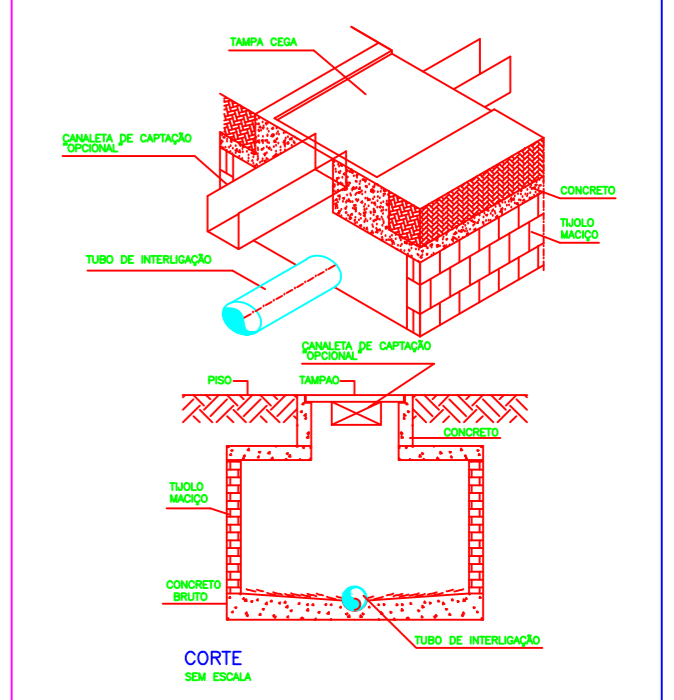 TAMPA CEGA
CANALETA DE CAPTAÇÃO
"OPCIONAL"
CONCRETO
TIJOLO
MACIÇO
TUBO DE INTERLIGAÇÃO
CANALETA DE CAPTAÇÃO
"OPCIONAL"
PISO
TAMPAO
CONCRETO
TIJOLO
MACIÇO
CONCRETO
BRUTO
TUBO DE INTERLIGAÇÃO
CORTE
SEM ESCALA